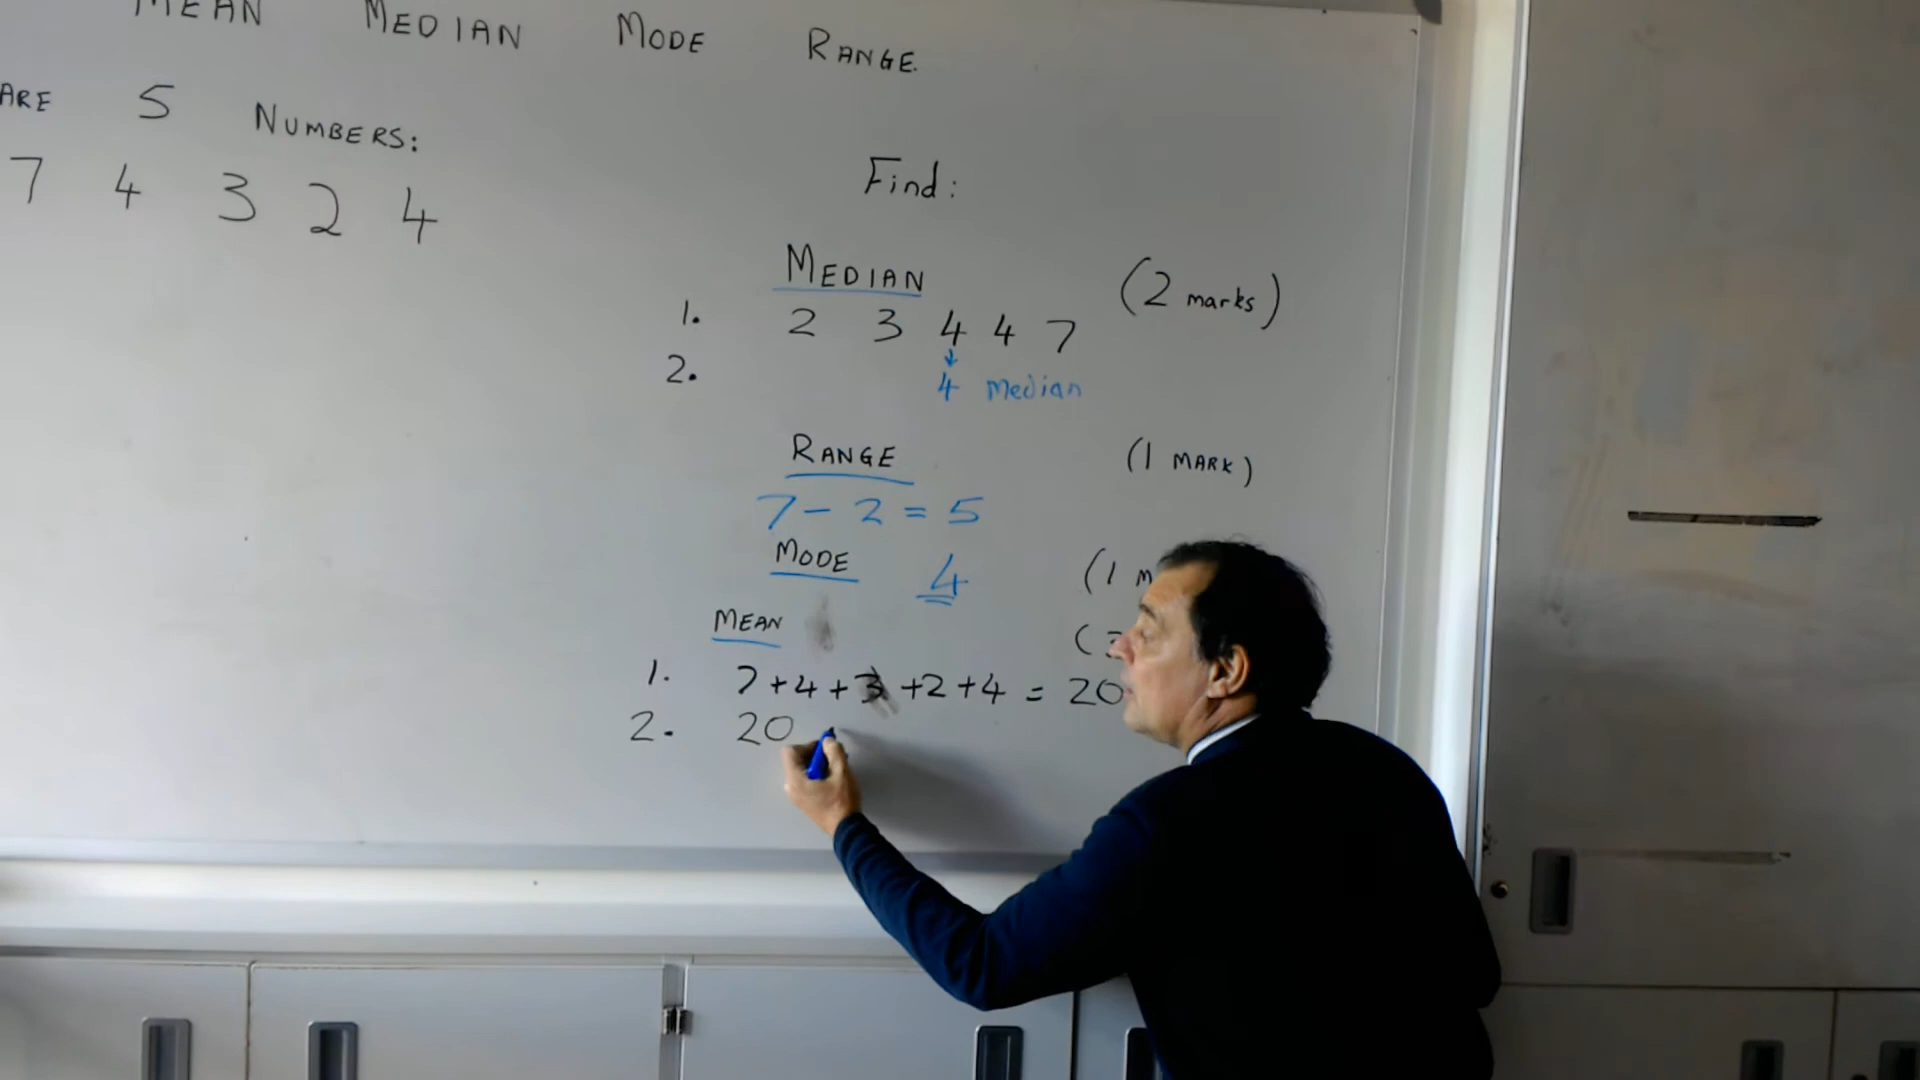 MEAN MEDIAN MODE RANGE.
ARE 5 NUMBERS:
7 4 3 2 4
Find:
MEDIAN (2 marks)
1. 2 3 4 4 7
2. 4 Median
RANGE (1 MARK)
7 - 2 = 5
MODE 4 (1 M
MEAN (
1. 7+4+3+2+4 = 20
2. 20